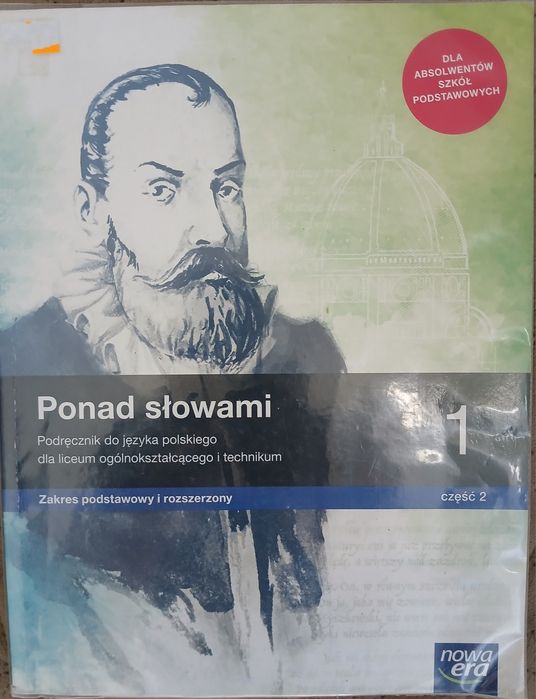 DLA
ABSOLWENTÓW
SZKÓŁ
PODSTAWOWYCH
Ponad słowami
1
Podręcznik do języka polskiego
dla liceum ogólnokształcącego i technikum
Zakres podstawowy i rozszerzony
część 2
nowa
era